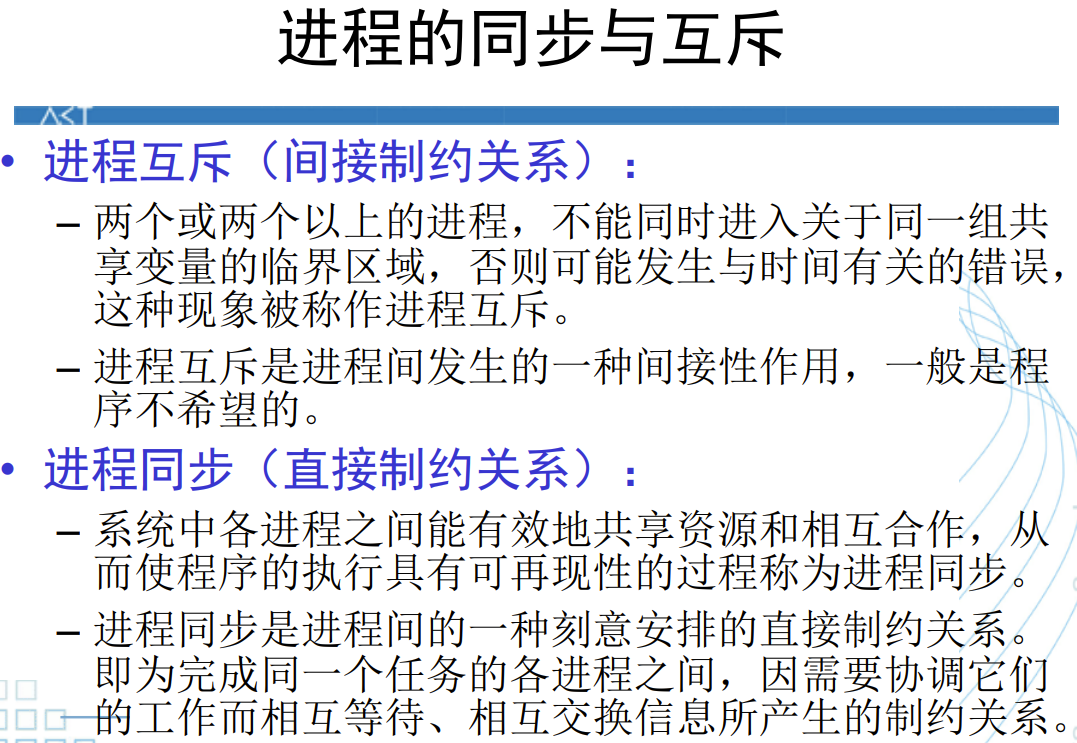 进程的同步与互斥
ACT
• 进程互斥（间接制约关系）：
– 两个或两个以上的进程，不能同时进入关于同一组共
享变量的临界区域，否则可能发生与时间有关的错误，
这种现象被称作进程互斥。
– 进程互斥是进程间发生的一种间接性作用，一般是程
序不希望的。
• 进程同步（直接制约关系）：
– 系统中各进程之间能有效地共享资源和相互合作，从
而使程序的执行具有可再现性的过程称为进程同步。
– 进程同步是进程间的一种刻意安排的直接制约关系。
即为完成同一个任务的各进程之间，因需要协调它们
的工作而相互等待、相互交换信息所产生的制约关系。